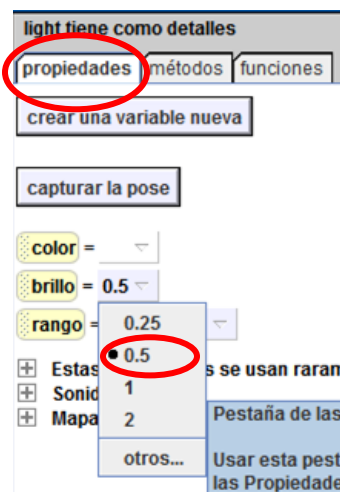 light tiene como detalles
propiedades métodos funciones
crear una variable nueva
capturar la pose
color =
brillo = 0.5
rango = 0.25
0.5
Estas s se usan raram
Sonid 1
Mapa 2
Pestaña de las
otros...
Usar esta pest
las Propiedade